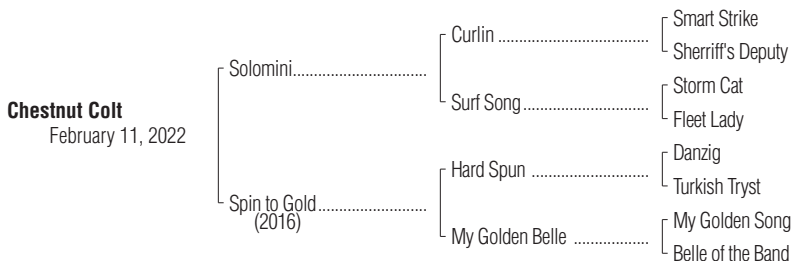 Chestnut Colt
February 11, 2022
Solomini
Spin to Gold
(2016)
Curlin
Surf Song
Hard Spun
My Golden Belle
Smart Strike
Sherriff's Deputy
Storm Cat
Fleet Lady
Danzig
Turkish Tryst
My Golden Song
Belle of the Band